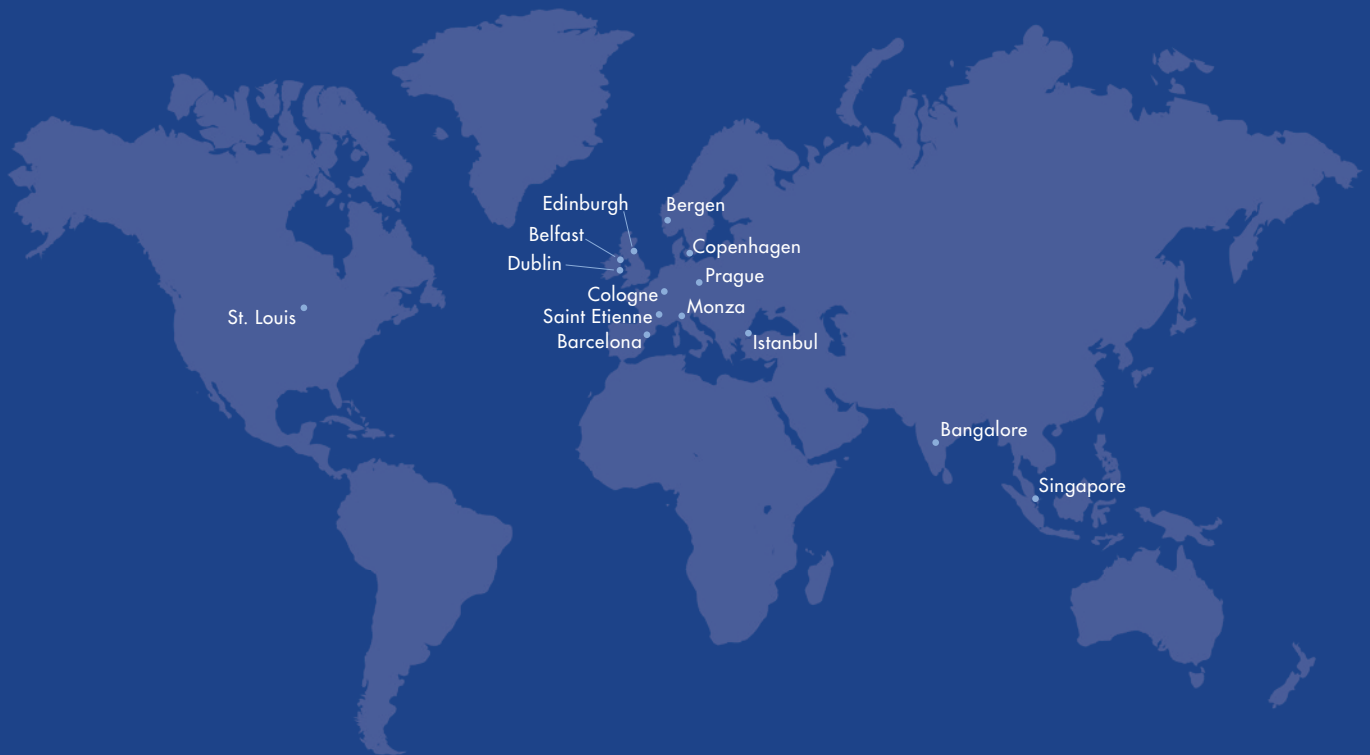 Edinburgh
Bergen
Belfast
Copenhagen
Dublin
Prague
Cologne
Monza
St. Louis
Saint Etienne
Barcelona
Istanbul
Bangalore
Singapore